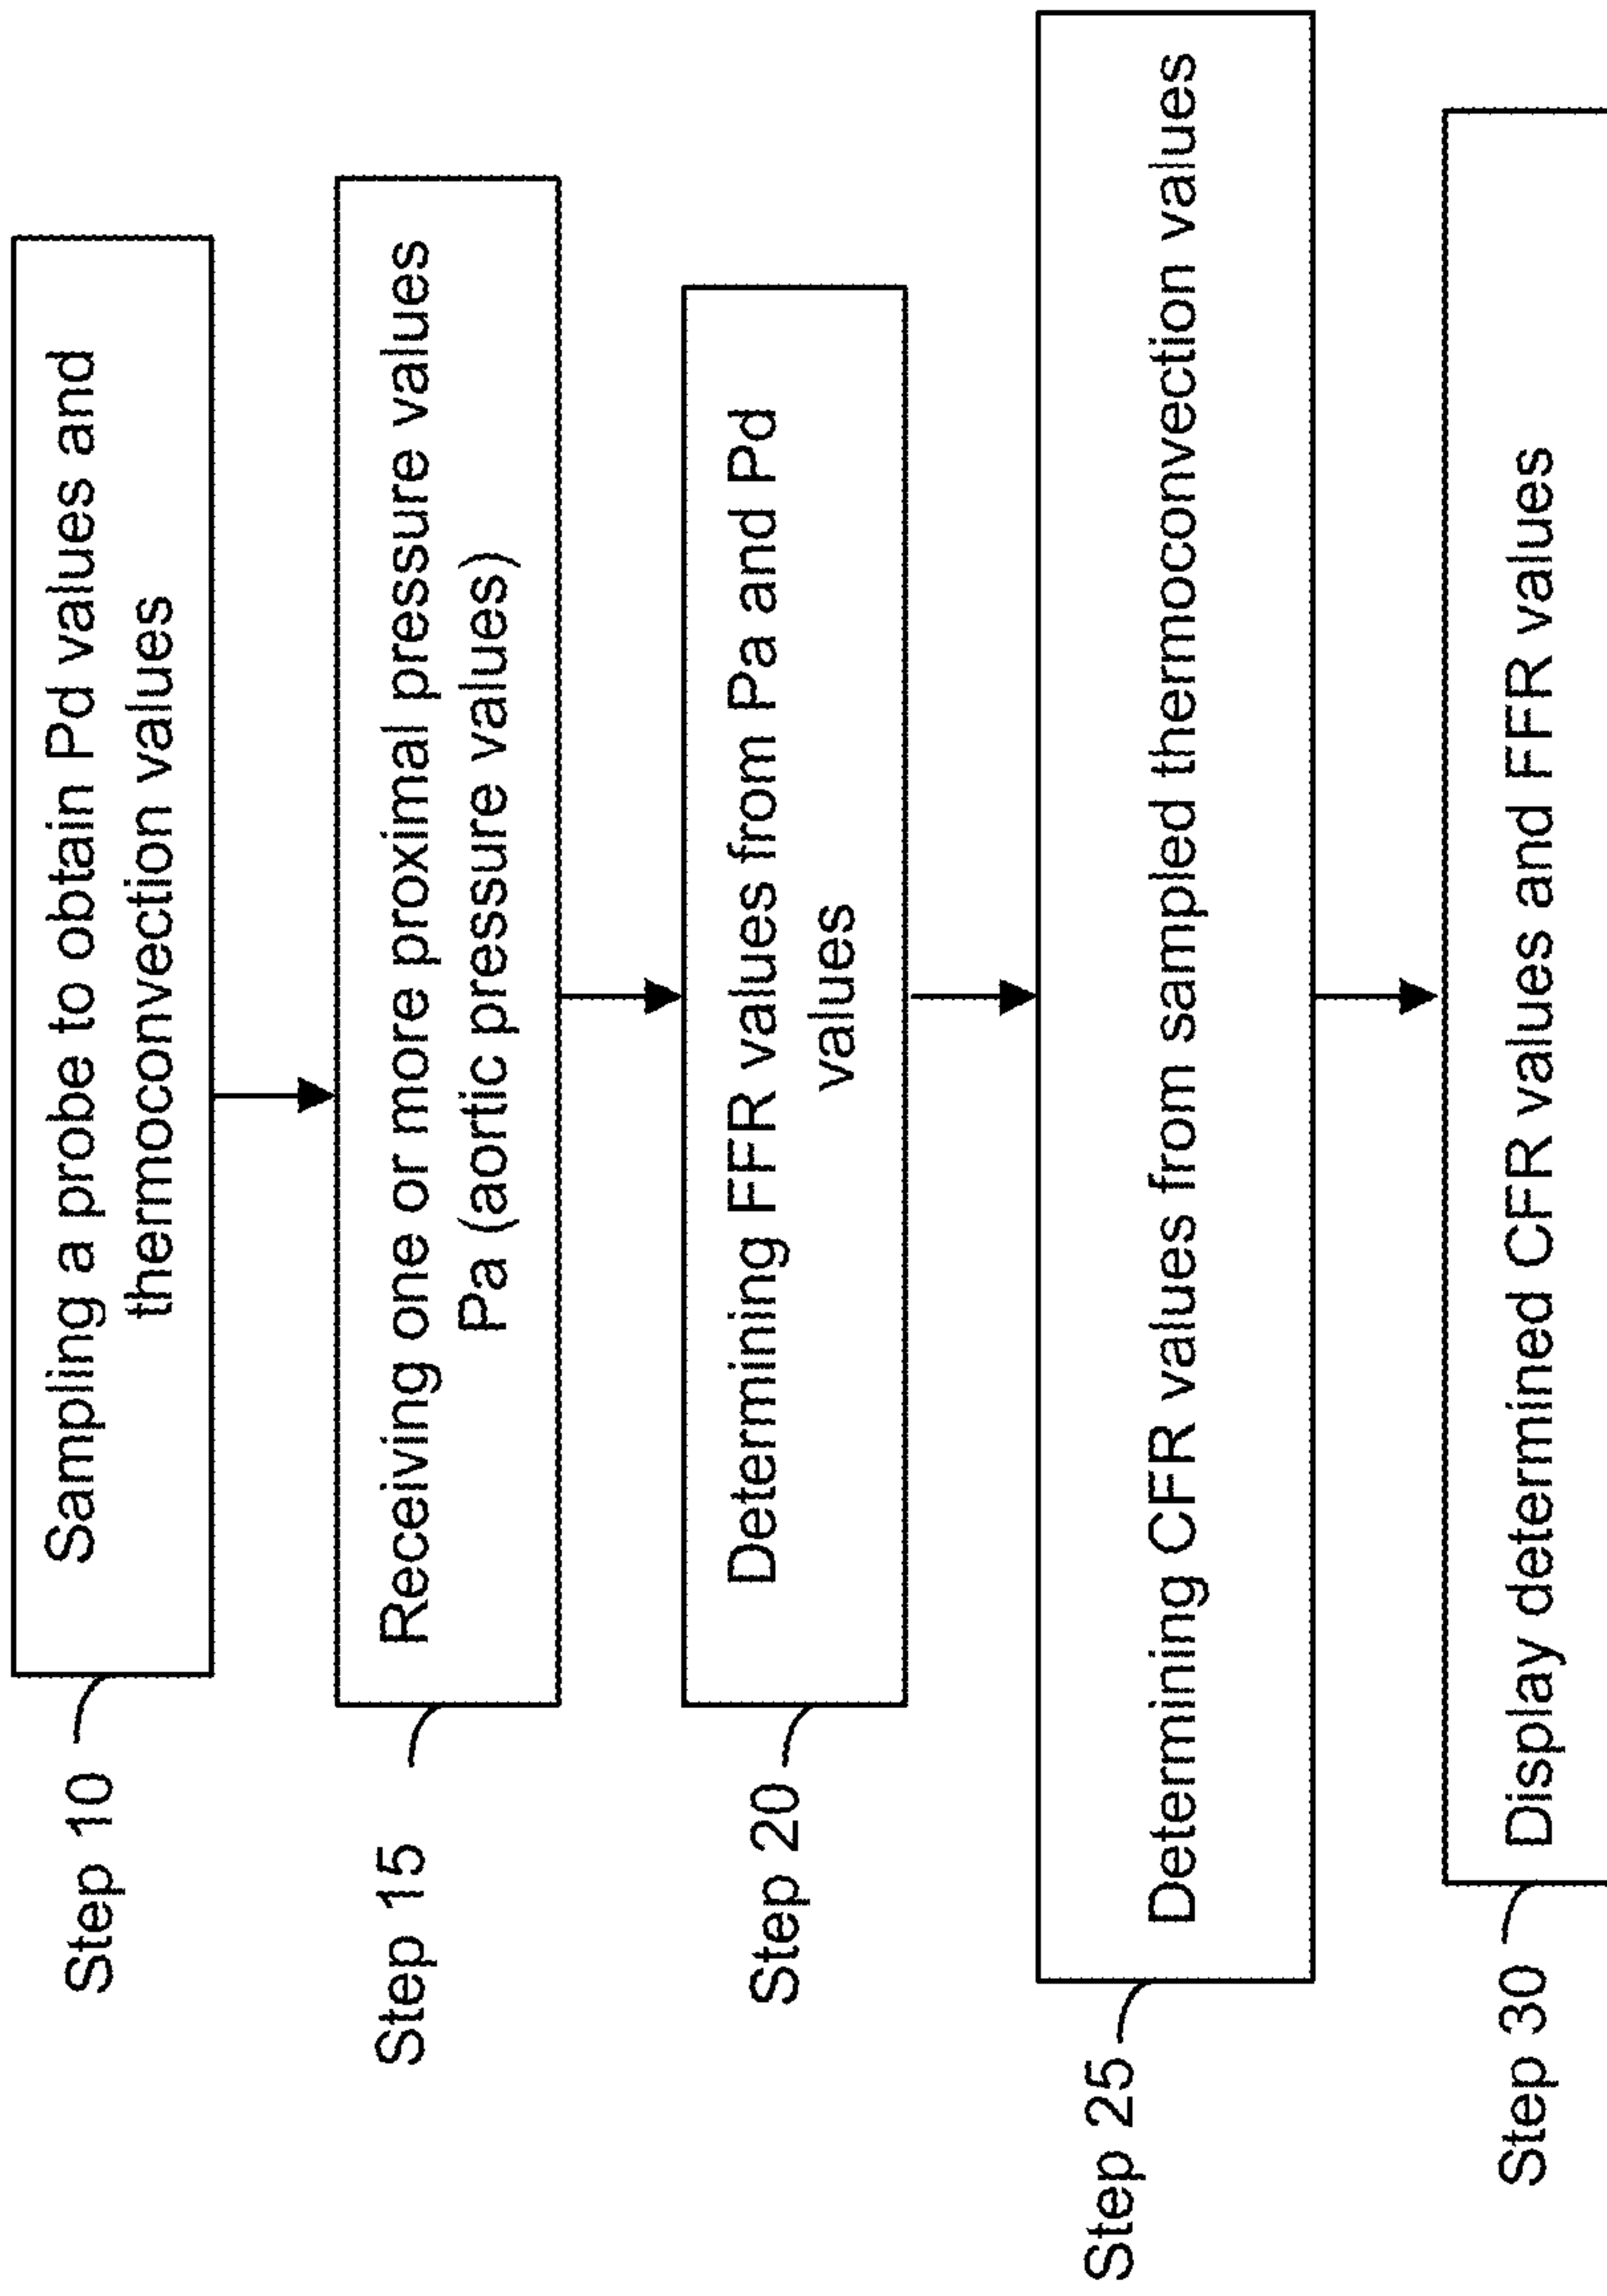 Step 10
Sampling a probe to obtain Pd values and
thermoconvection values
Step 15
Receiving one or more proximal pressure values
Pa (aortic pressure values)
Step 20
Determining FFR values from Pa and Pd
values
Step 25
Determining CFR values from sampled thermoconvection values
Step 30
Display determined CFR values and FFR values